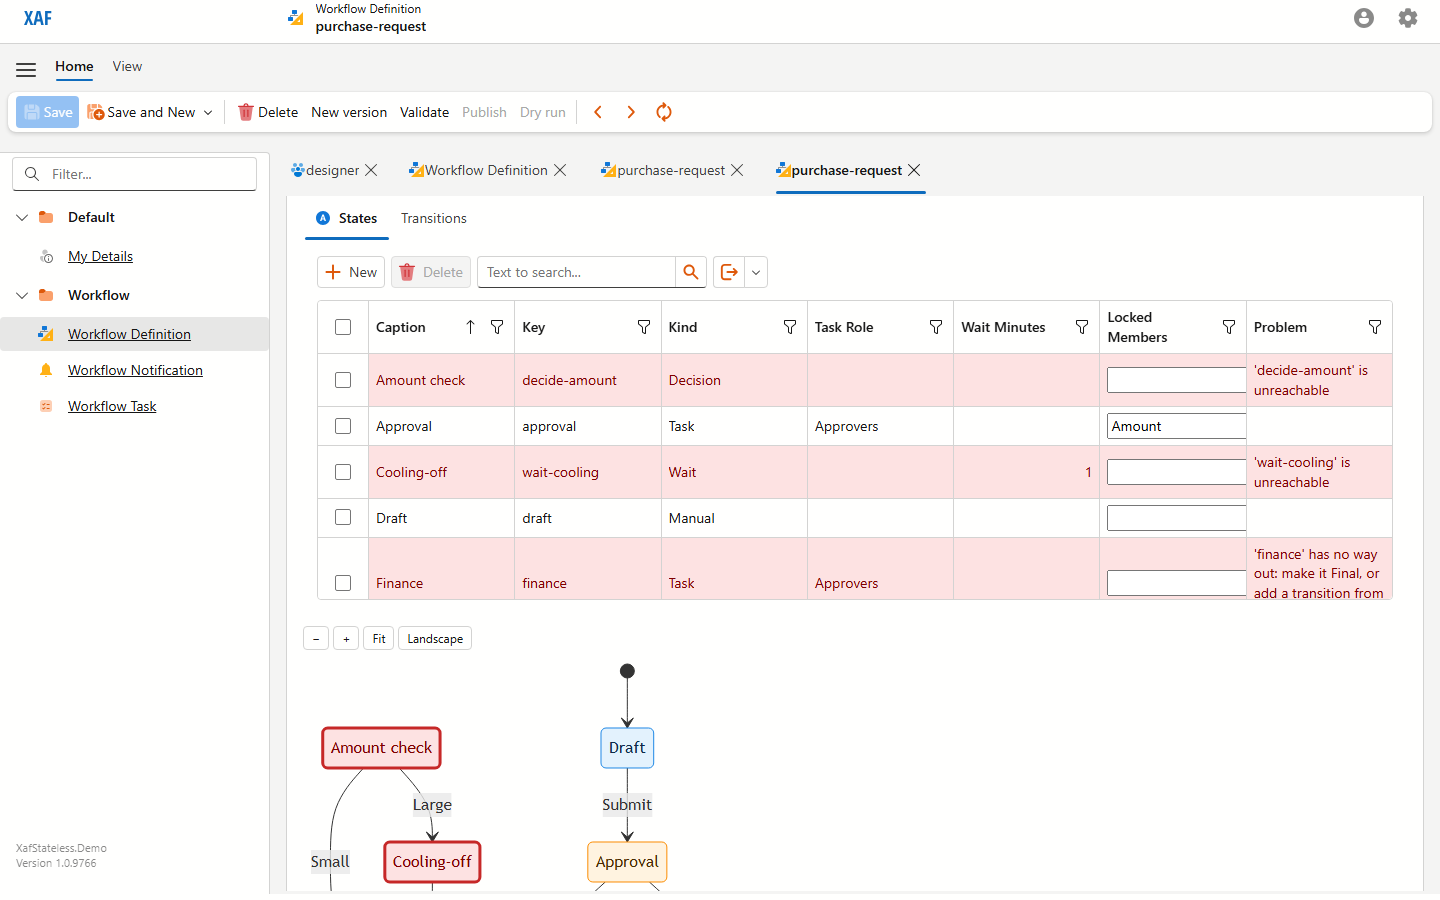 XAF
Workflow Definition
purchase-request
Home
View
Save
Save and New
Delete
New version
Validate
Publish
Dry run
Filter...
designer
Workflow Definition
purchase-request
purchase-request
Default
My Details
Workflow
Workflow Definition
Workflow Notification
Workflow Task
A States
Transitions
New
Delete
Text to search...
Caption
Key
Kind
Task Role
Wait Minutes
Locked
Members
Problem
Amount check
decide-amount
Decision
'decide-amount' is
unreachable
Approval
approval
Task
Approvers
Amount
Cooling-off
wait-cooling
Wait
1
'wait-cooling' is
unreachable
Draft
draft
Manual
Finance
finance
Task
Approvers
'finance' has no way
out: make it Final, or
add a transition from
−
+
Fit
Landscape
Amount check
Draft
Large
Submit
Small
Cooling-off
Approval
XafStateless.Demo
Version 1.0.9766